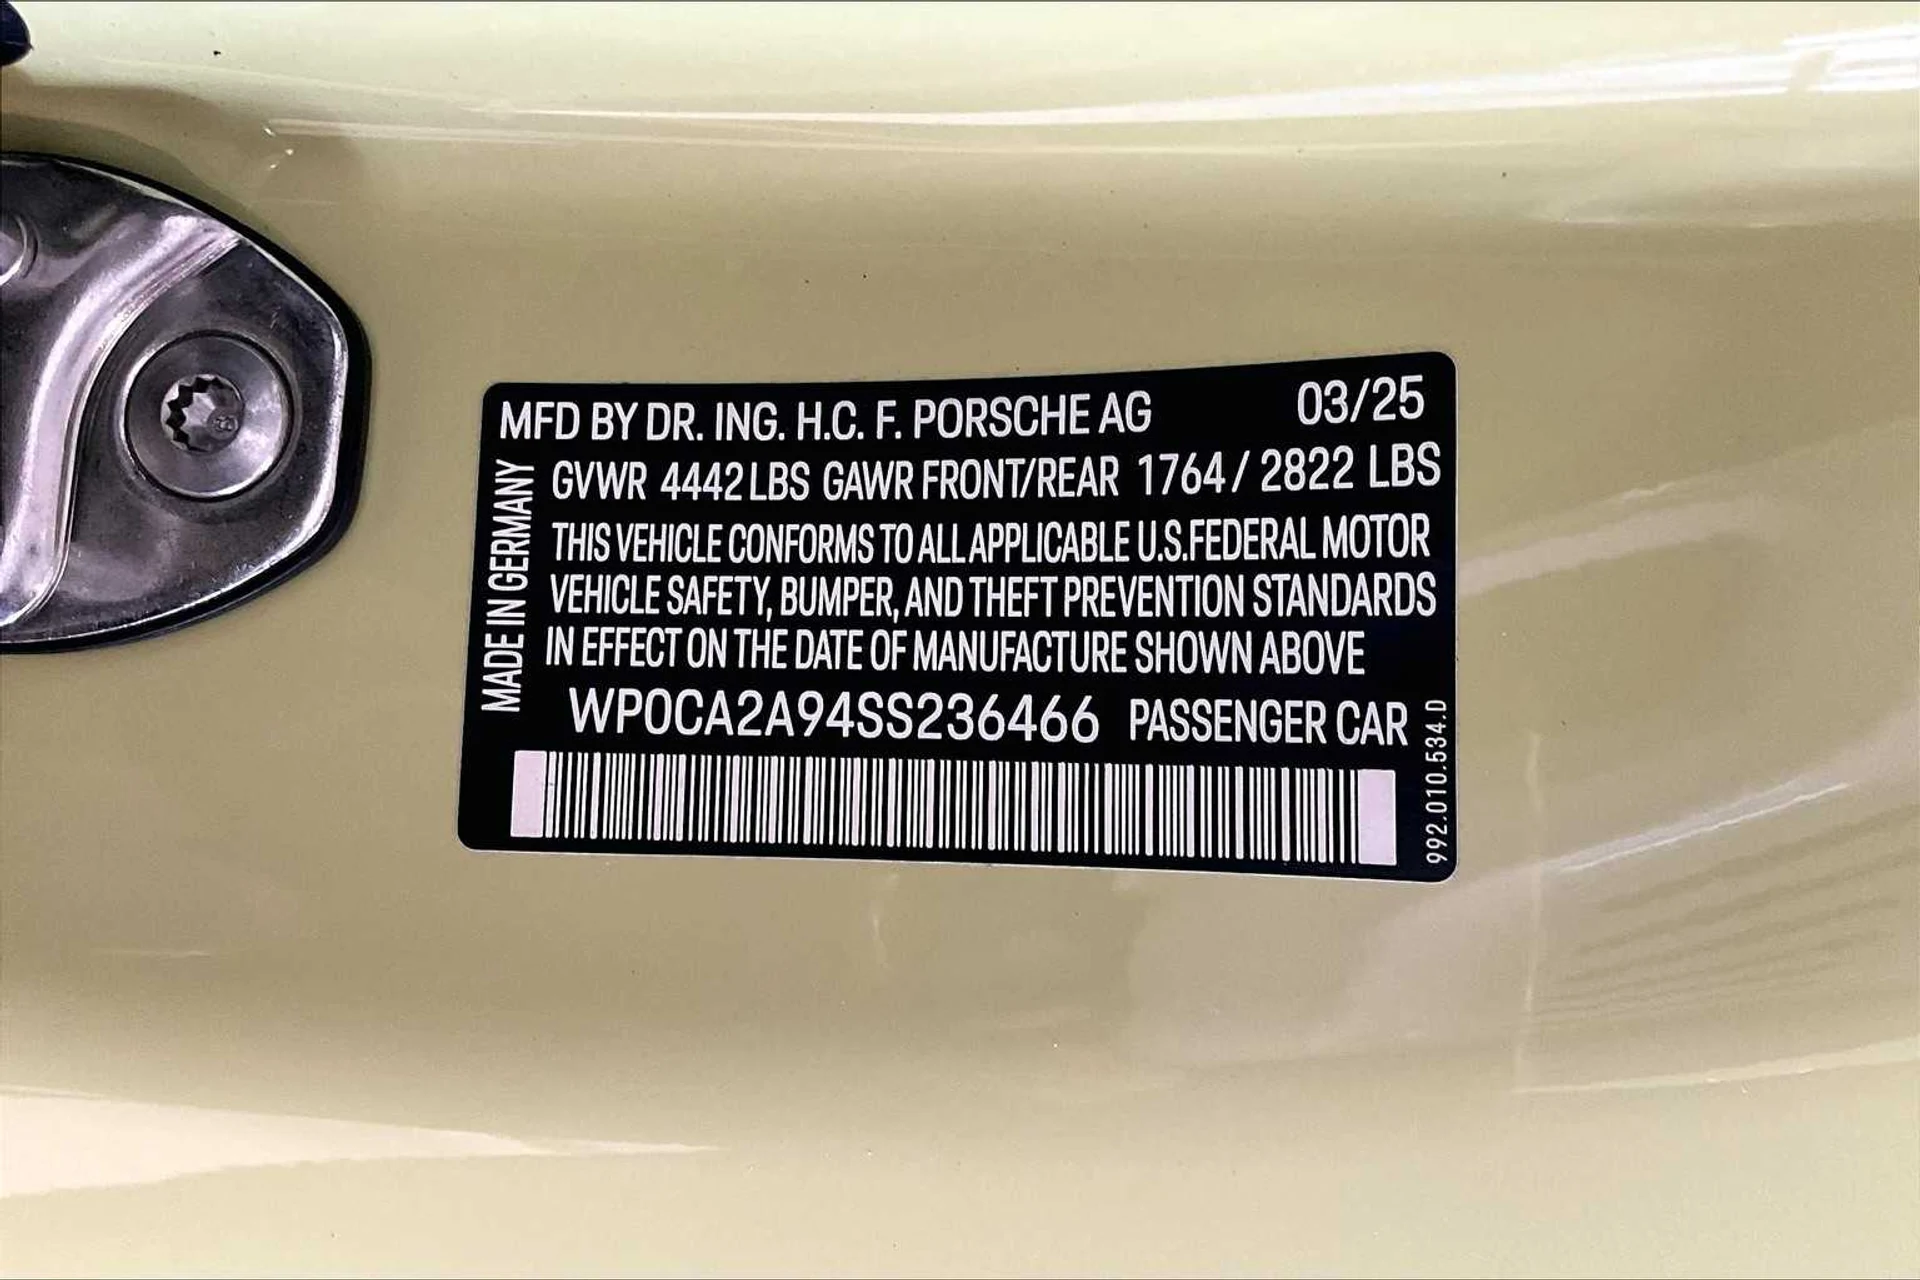 MFD BY DR. ING. H.C. F. PORSCHE AG 03/25
GVWR 4442 LBS GAWR FRONT/REAR 1764 / 2822 LBS
THIS VEHICLE CONFORMS TO ALL APPLICABLE U.S.FEDERAL MOTOR
VEHICLE SAFETY, BUMPER, AND THEFT PREVENTION STANDARDS
IN EFFECT ON THE DATE OF MANUFACTURE SHOWN ABOVE
WP0CA2A94SS236466 PASSENGER CAR
MADE IN GERMANY
992.010.534.D